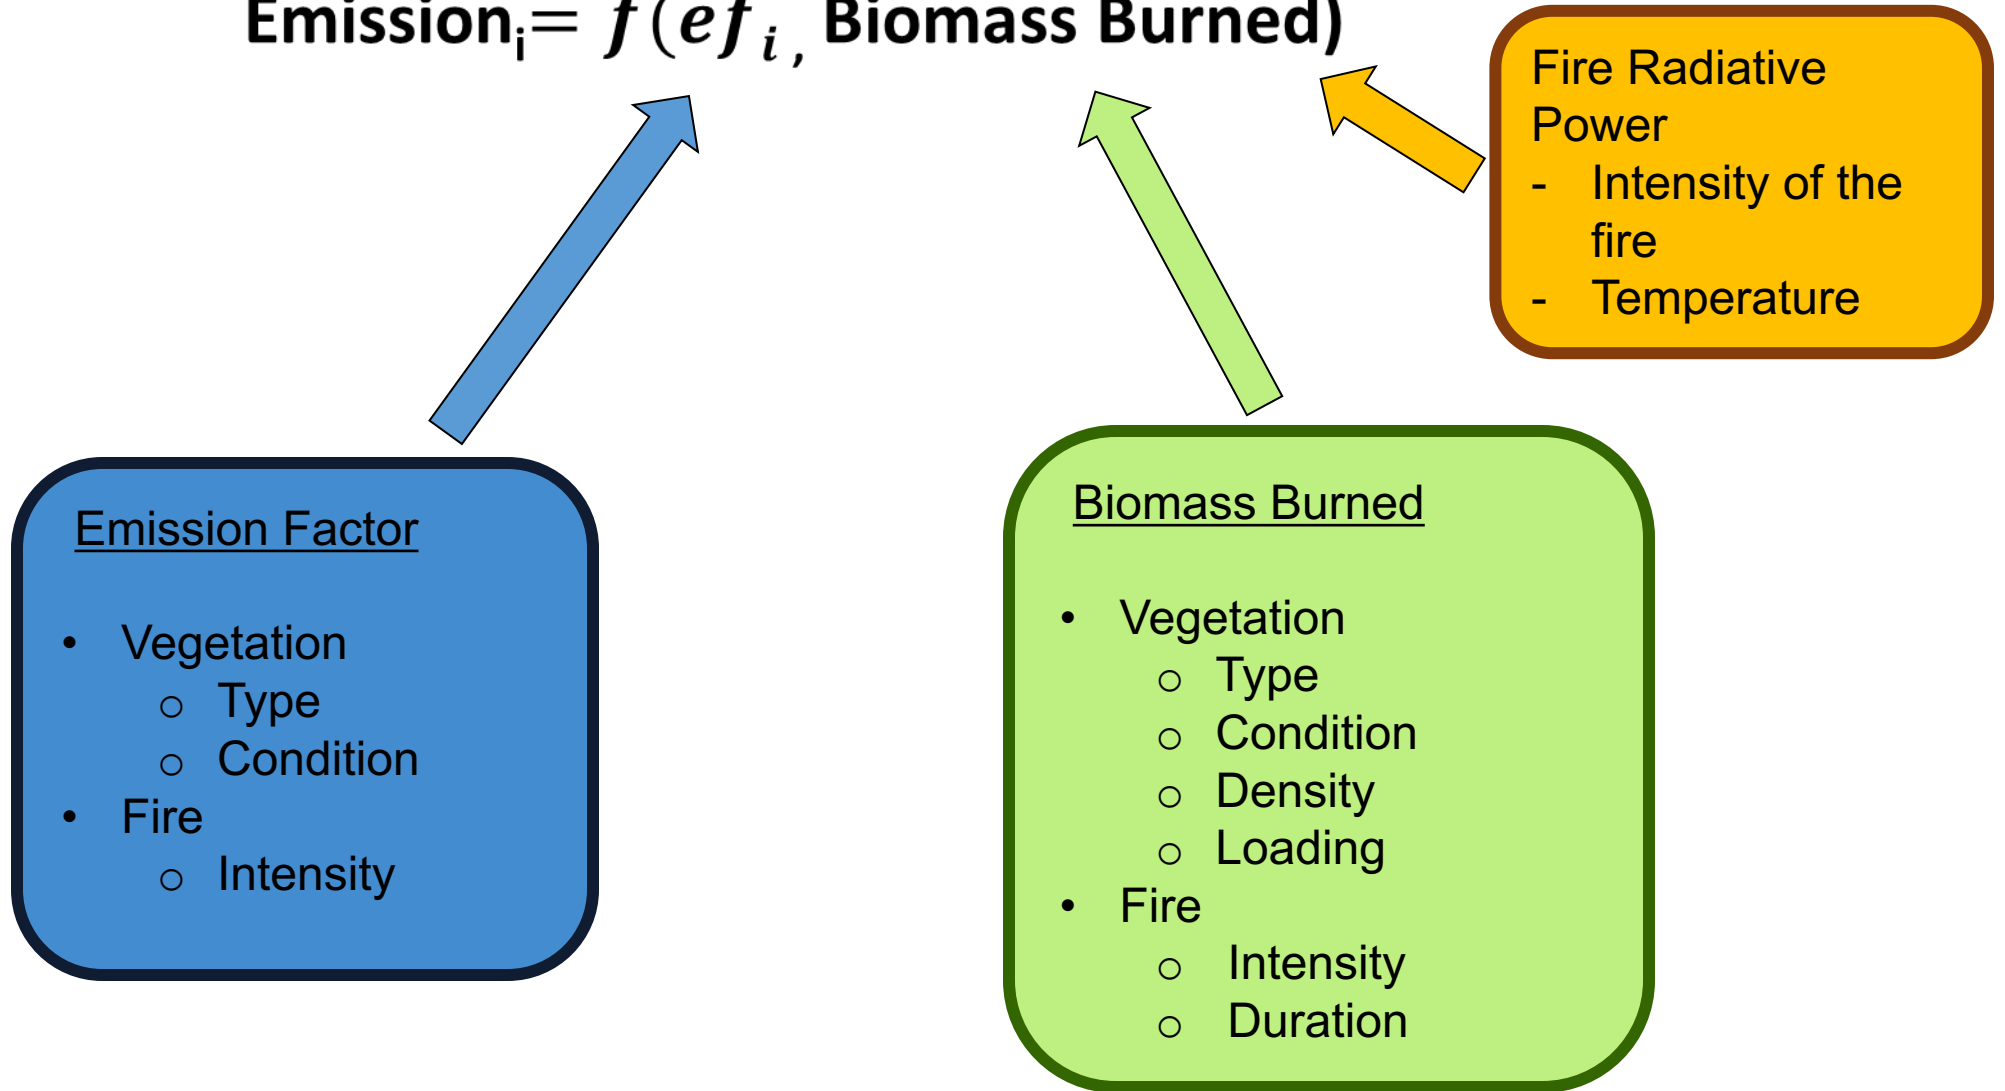 Emissionᵢ= f(efᵢ, Biomass Burned)
Fire Radiative
Power
- Intensity of the
fire
- Temperature
Emission Factor
• Vegetation
o Type
o Condition
• Fire
o Intensity
Biomass Burned
• Vegetation
o Type
o Condition
o Density
o Loading
• Fire
o Intensity
o Duration